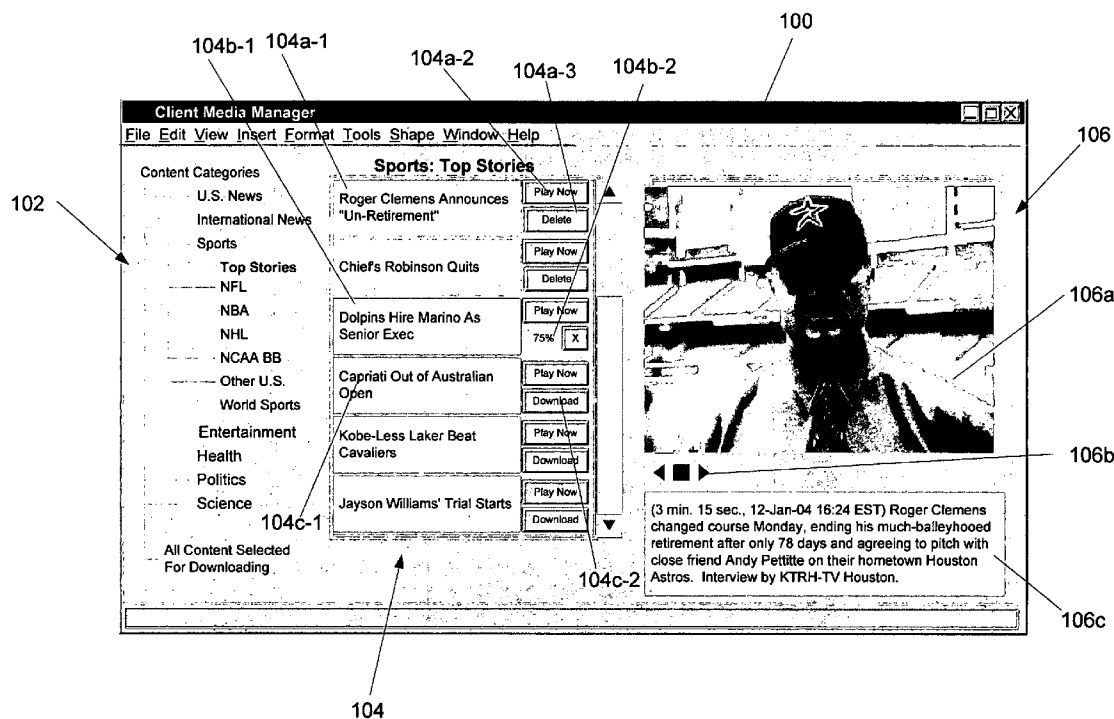 100
104b-1
104a-1
104a-2
104a-3
104b-2
Client Media Manager
File Edit View Insert Format Tools Shape Window Help
106
102
Content Categories
U.S. News
International News
Sports
Top Stories
NFL
NBA
NHL
NCAA BB
Other U.S.
World Sports
Entertainment
Health
Politics
Science
All Content Selected
For Downloading
Sports: Top Stories
Roger Clemens Announces
"Un-Retirement"
Play Now
Delete
Chief's Robinson Quits
Play Now
Delete
Dolpins Hire Marino As
Senior Exec
Play Now
75% X
Capriati Out of Australian
Open
Play Now
Download
Kobe-Less Laker Beat
Cavaliers
Play Now
Download
Jayson Williams' Trial Starts
Play Now
Download
104c-1
104c-2
104
106a
106b
(3 min. 15 sec., 12-Jan-04 16:24 EST) Roger Clemens
changed course Monday, ending his much-balleyhooed
retirement after only 78 days and agreeing to pitch with
close friend Andy Pettitte on their hometown Houston
Astros. Interview by KTRH-TV Houston.
106c